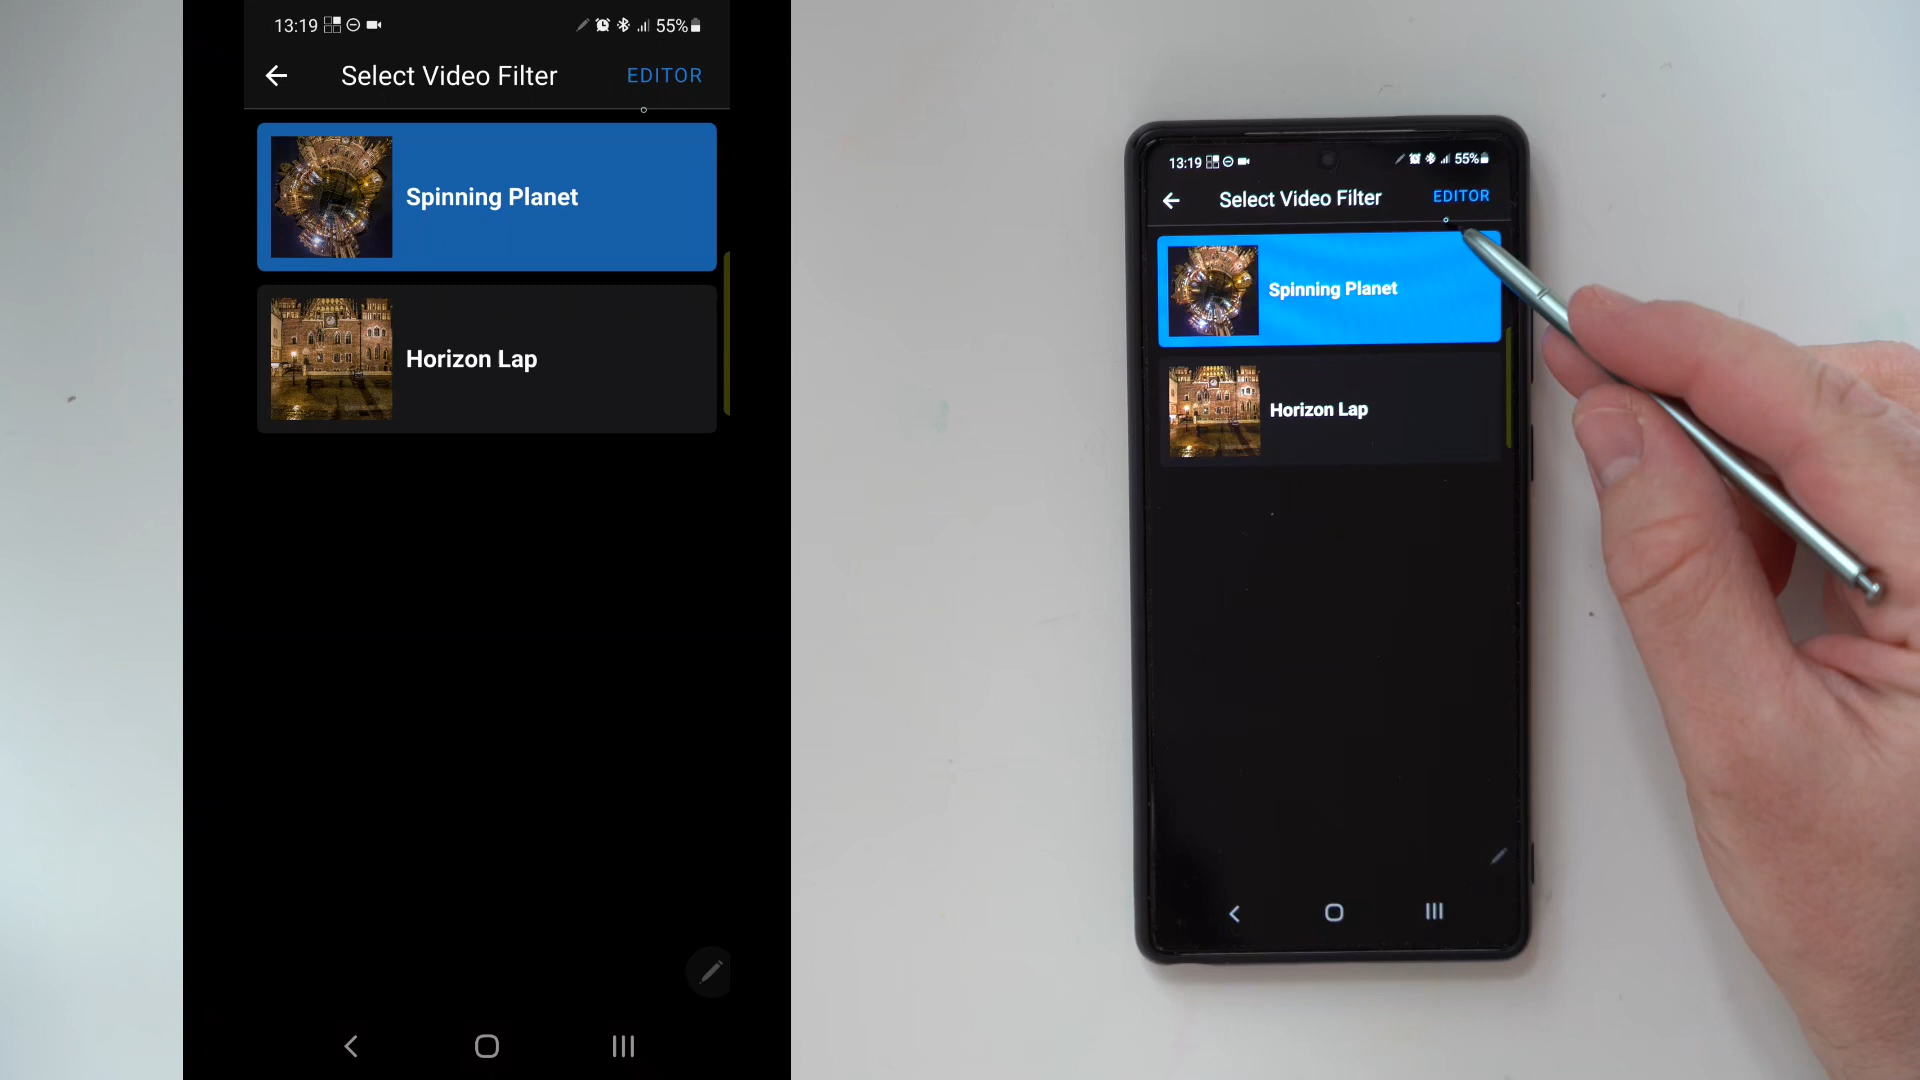 13:19 55%
Select Video Filter EDITOR
Spinning Planet
Horizon Lap
13:19 55%
Select Video Filter EDITOR
Spinning Planet
Horizon Lap